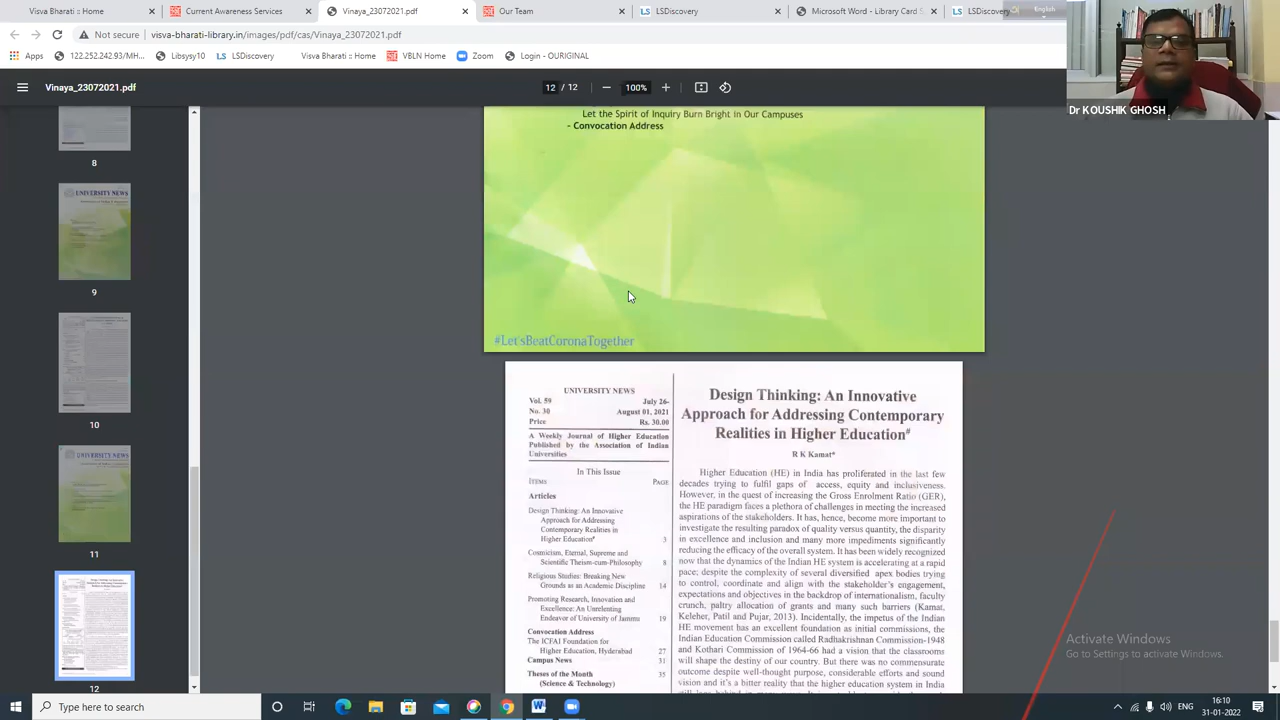 Visva Bharati :: Home
Current Awareness Services
Vinaya_23072021.pdf
Our Team
LSDiscovery
Microsoft Word - Library Card S
LSDiscovery
English
Not secure
visva-bharati-library.in/images/pdf/cas/Vinaya_23072021.pdf
Apps
122.252.242.93/MH...
Libsysy10
LSDiscovery
Visva Bharati :: Home
VBLN Home
Zoom
Login - OURIGINAL
Vinaya_23072021.pdf
12 / 12
100%
Dr KOUSHIK GHOSH
8
UNIVERSITY NEWS
9
10
UNIVERSITY NEWS
11
12
Let the Spirit of Inquiry Burn Bright in Our Campuses
- Convocation Address
#Let'sBeatCoronaTogether
UNIVERSITY NEWS
Vol. 59 July 26-
No. 30 August 01, 2021
Price Rs. 30.00
A Weekly Journal of Higher Education
Published by the Association of Indian
Universities
In This Issue
ITEMS PAGE
Articles
Design Thinking: An Innovative
Approach for Addressing
Contemporary Realities in
Higher Education# 3
Cosmicism, Eternal, Supreme and
Scientific Theism-cum-Philosophy 8
Religious Studies: Breaking New
Grounds as an Academic Discipline 14
Promoting Research, Innovation and
Excellence: An Unrelenting
Endeavor of University of Jammu 19
Convocation Address
The ICFAI Foundation for
Higher Education, Hyderabad 27
Campus News 31
Theses of the Month 35
(Science & Technology)
Design Thinking: An Innovative
Approach for Addressing Contemporary
Realities in Higher Education#
R K Kamat*
Higher Education (HE) in India has proliferated in the last few
decades trying to fulfil gaps of access, equity and inclusiveness.
However, in the quest of increasing the Gross Enrolment Ratio (GER),
the HE paradigm faces a plethora of challenges in meeting the increased
aspirations of the stakeholders. It has, hence, become more important to
investigate the resulting paradox of quality versus quantity, the disparity
in excellence and inclusion and many more impediments significantly
reducing the efficacy of the overall system. It has been widely recognized
now that the dynamics of the Indian HE system is accelerating at a rapid
pace; despite the complexity of several diversified apex bodies trying
to control, coordinate and align with the stakeholder's engagement,
expectations and objectives in the backdrop of internationalism, faculty
crunch, paltry allocation of grants and many such barriers (Kamat,
Keleher, Patil and Pujar, 2013). Incidentally, the impetus of the Indian
HE movement has an excellent foundation as initial commissions, the
Indian Education Commission called Radhakrishnan Commission-1948
and Kothari Commission of 1964-66 had a vision that the classrooms
will shape the destiny of our country. But there was no commensurate
outcome despite well-thought purpose, considerable efforts and sound
vision and it's a bitter reality that the higher education system in India
Activate Windows
Go to Settings to activate Windows.
Type here to search
ENG
16:10
31-01-2022